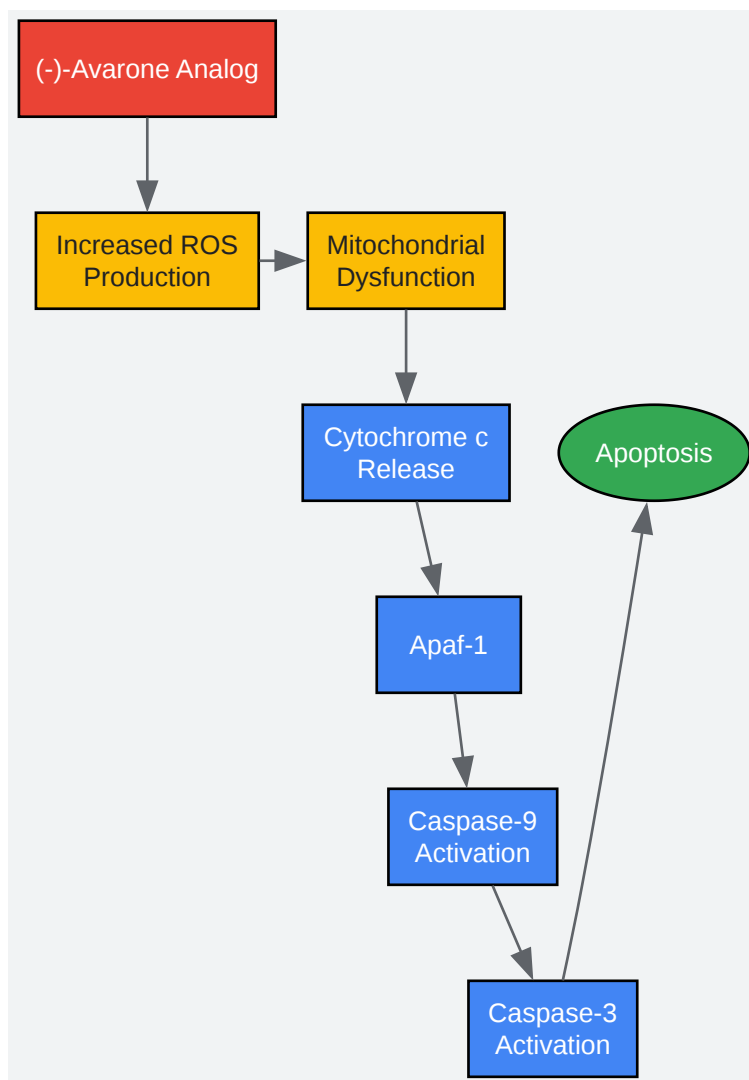 (-)-Avarone Analog
Increased ROS
Production
Mitochondrial
Dysfunction
Cytochrome c
Release
Apoptosis
Apaf-1
Caspase-9
Activation
Caspase-3
Activation